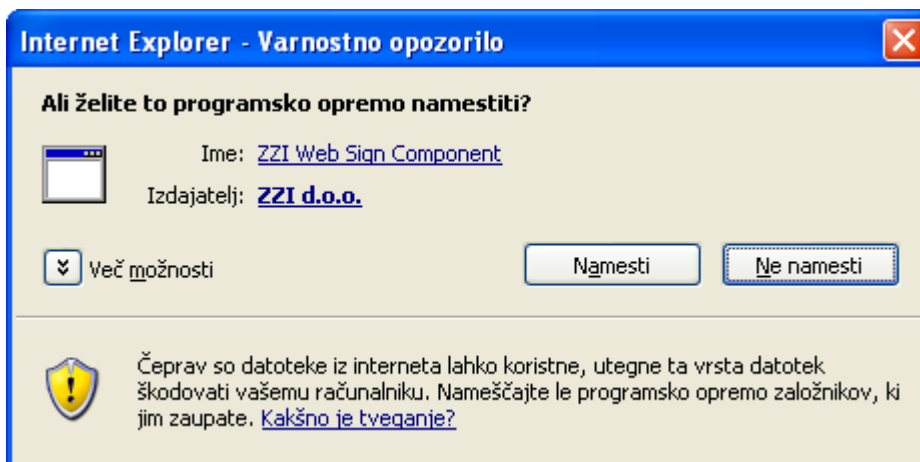 Internet Explorer - Varnostno opozorilo
Ali želite to programsko opremo namestiti?
Ime: ZZI Web Sign Component
Izdajatelj: ZZI d.o.o.
Več možnosti
Namesti
Ne namesti
Čeprav so datoteke iz interneta lahko koristne, utegne ta vrsta datotek
škodovati vašemu računalniku. Nameščajte le programsko opremo založnikov, ki
jim zaupate. Kakšno je tveganje?